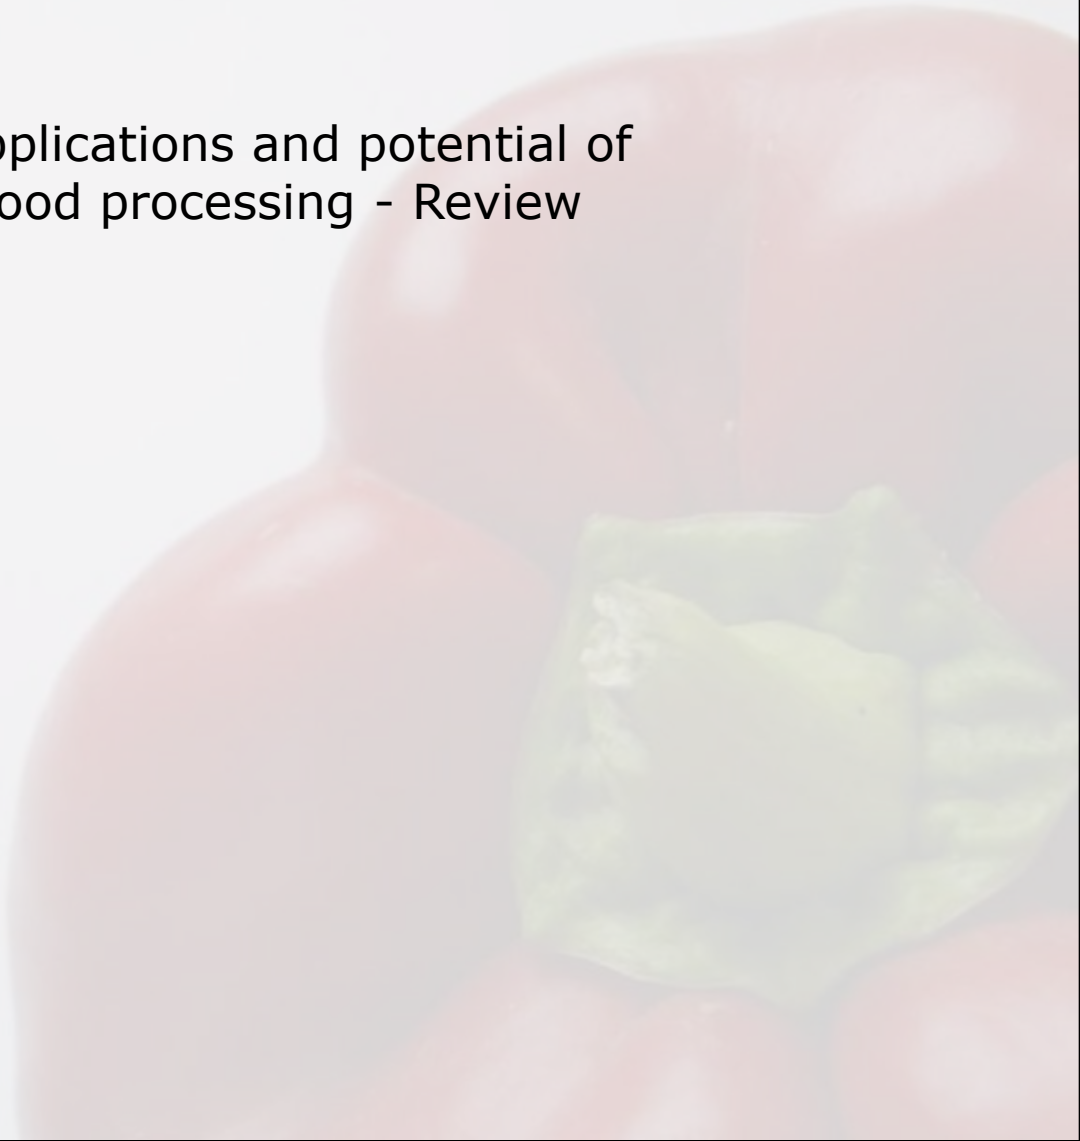 pplications and potential of
ood processing - Review